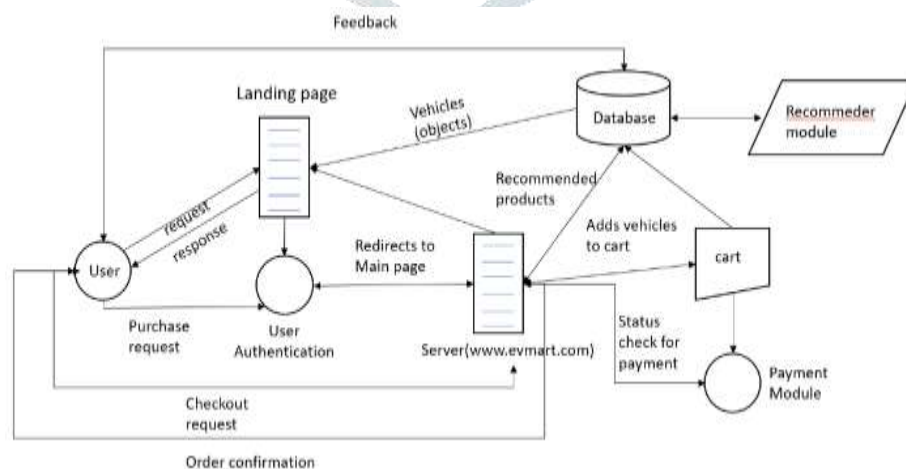 Feedback
Landing page
Vehicles
(objects)
Database
Recommeder
module
request
response
Recommended
products
Adds vehicles
to cart
cart
User
Redirects to
Main page
Purchase
request
User
Authentication
Server(www.evmart.com)
Status
check for
payment
Payment
Module
Checkout
request
Order confirmation